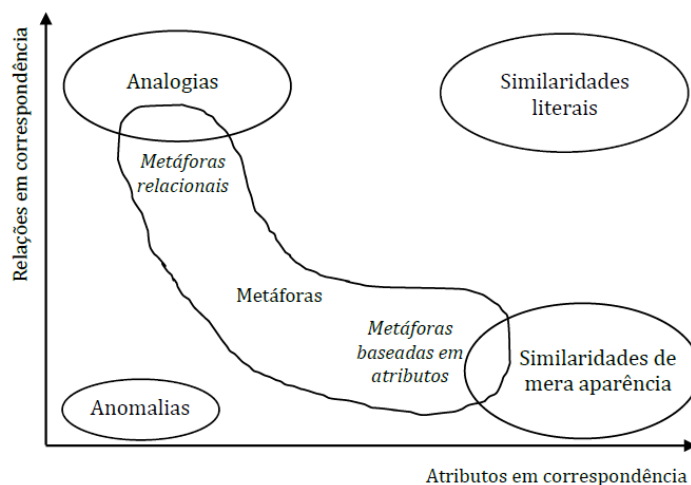 Relações em correspondência
Analogias
Similaridades
literais
Metáforas
relacionais
Metáforas
Metáforas
baseadas em
atributos
Similaridades de
mera aparência
Anomalias
Atributos em correspondência